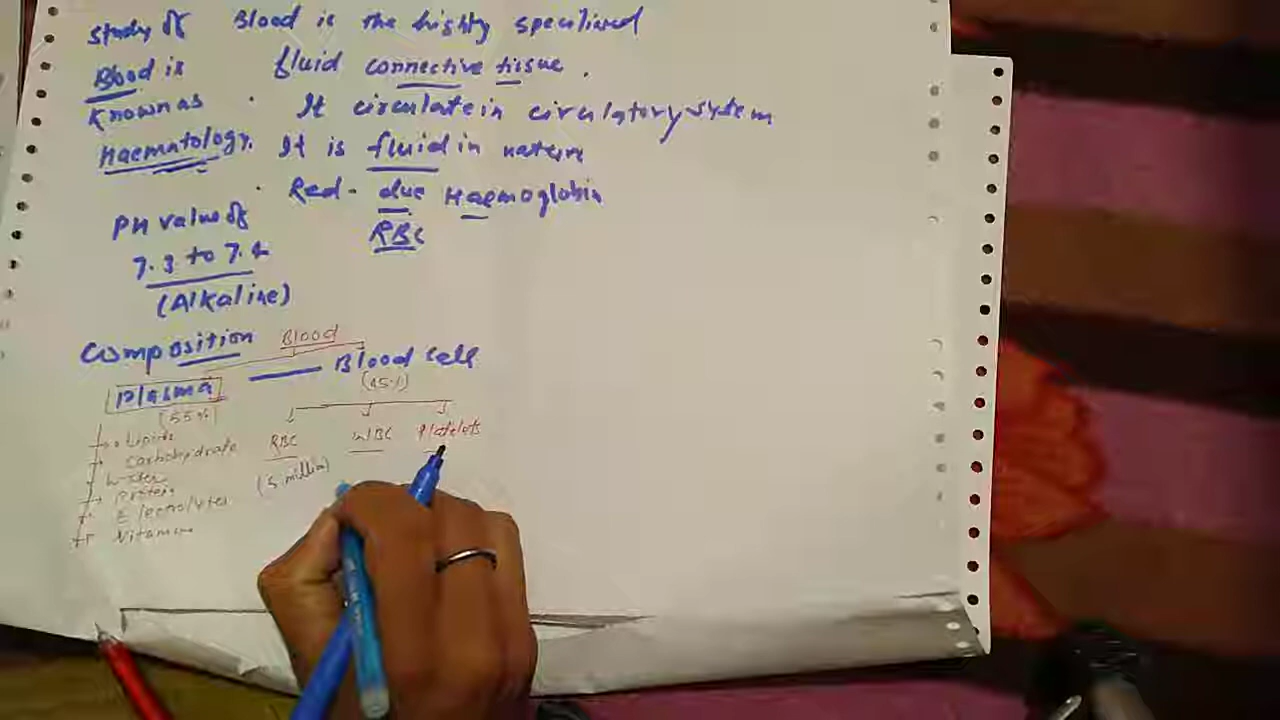 Study of Blood is the highly specilised
Blood is fluid connective tissue.
Known as · It circulate in circulatory system
Haematology. It is fluid in nature
· Red - due Haemoglobin
PH value of RBC
7.3 to 7.4
(Alkaline)
Composition Blood
Plasma Blood cell
(55%) (45%)
Lipids RBC WBC Platelets
Carbohydrate
Water (5 million)
Protein
Electrolytes
Vitamins